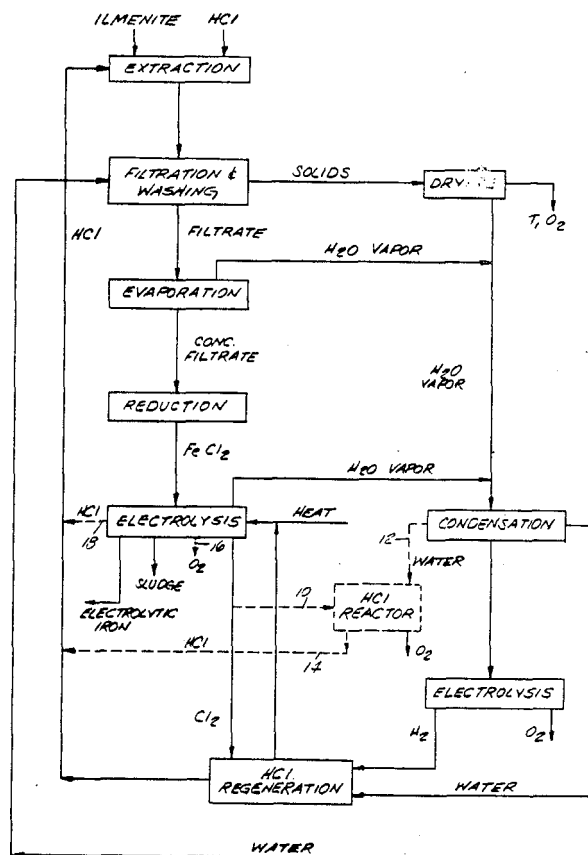 ILMENITE HCl
EXTRACTION
FILTRATION &
WASHING
SOLIDS
T,O2
HCl
FILTRATE
H2O VAPOR
EVAPORATION
CONC.
FILTRATE
H2O
VAPOR
REDUCTION
FeCl2
H2O VAPOR
HCl
ELECTROLYSIS
HEAT
CONDENSATION
18
16
12
O2
WATER
SLUDGE
10
HCl
REACTOR
ELECTROLYTIC
IRON
HCl
14
O2
ELECTROLYSIS
Cl2
H2
O2
HCl
REGENERATION
WATER
WATER